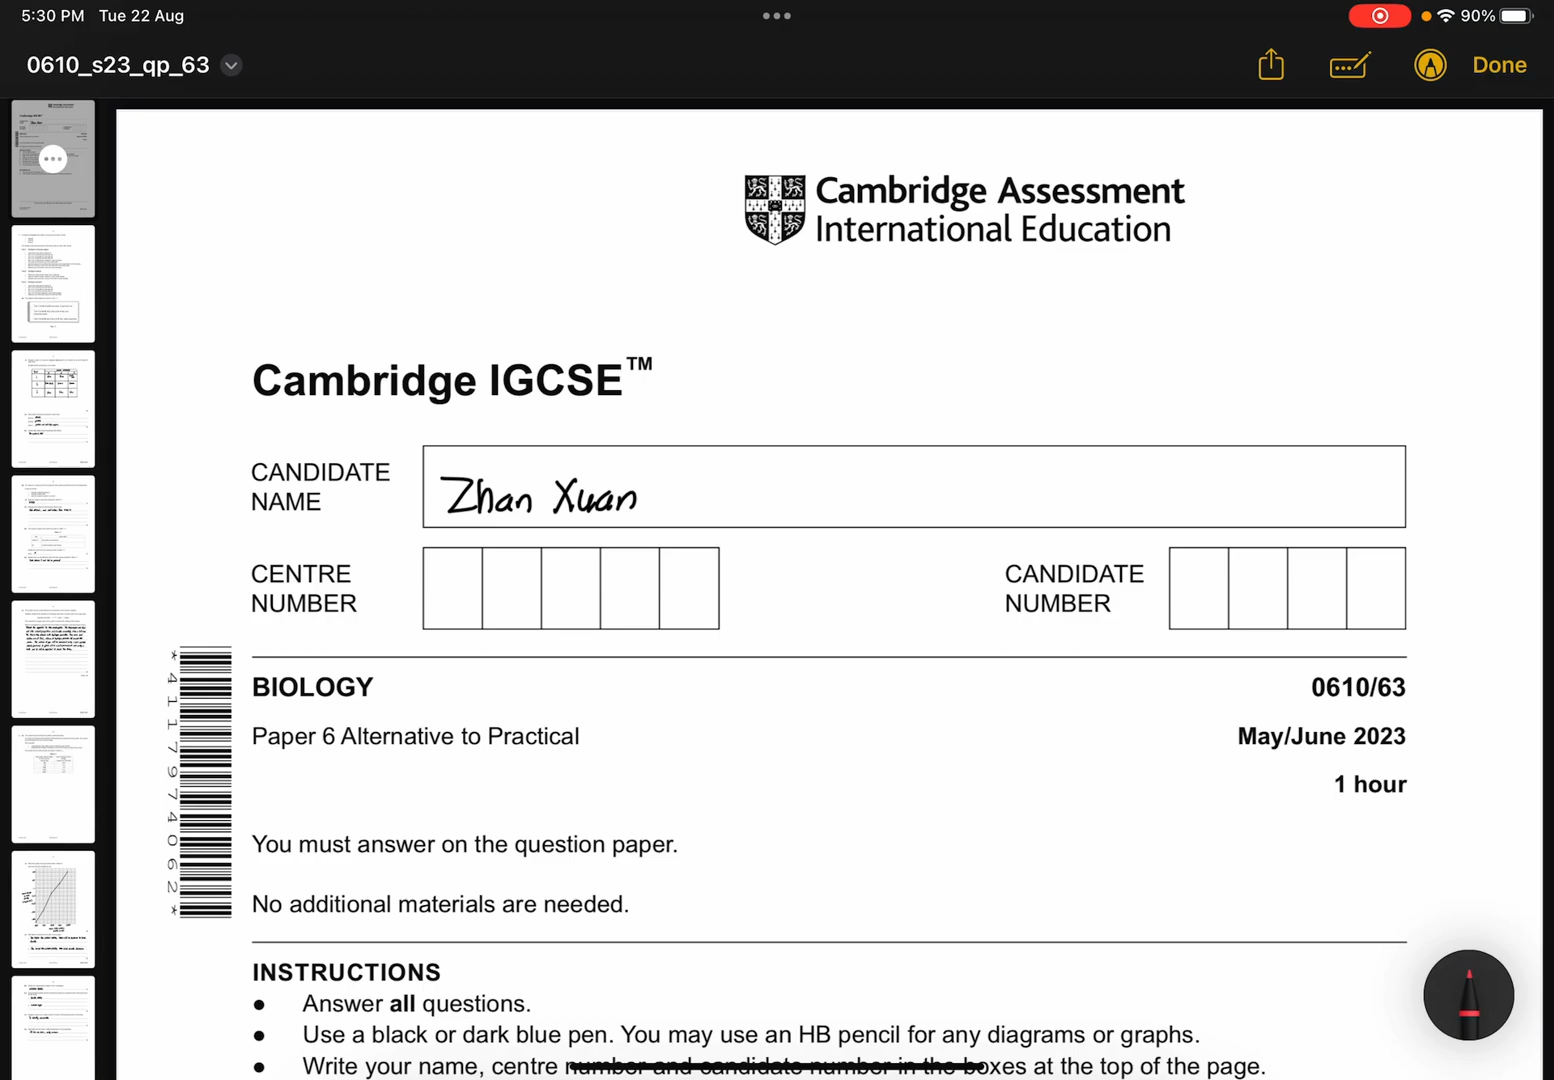 5:30 PM Tue 22 Aug
90%
0610_s23_qp_63
Done
Cambridge Assessment
International Education
Cambridge IGCSE™
CANDIDATE
NAME
Zhan Xuan
CENTRE
NUMBER
CANDIDATE
NUMBER
*4117974062*
BIOLOGY
0610/63
Paper 6 Alternative to Practical
May/June 2023
1 hour
You must answer on the question paper.
No additional materials are needed.
INSTRUCTIONS
● Answer all questions.
● Use a black or dark blue pen. You may use an HB pencil for any diagrams or graphs.
● Write your name, centre number and candidate number in the boxes at the top of the page.